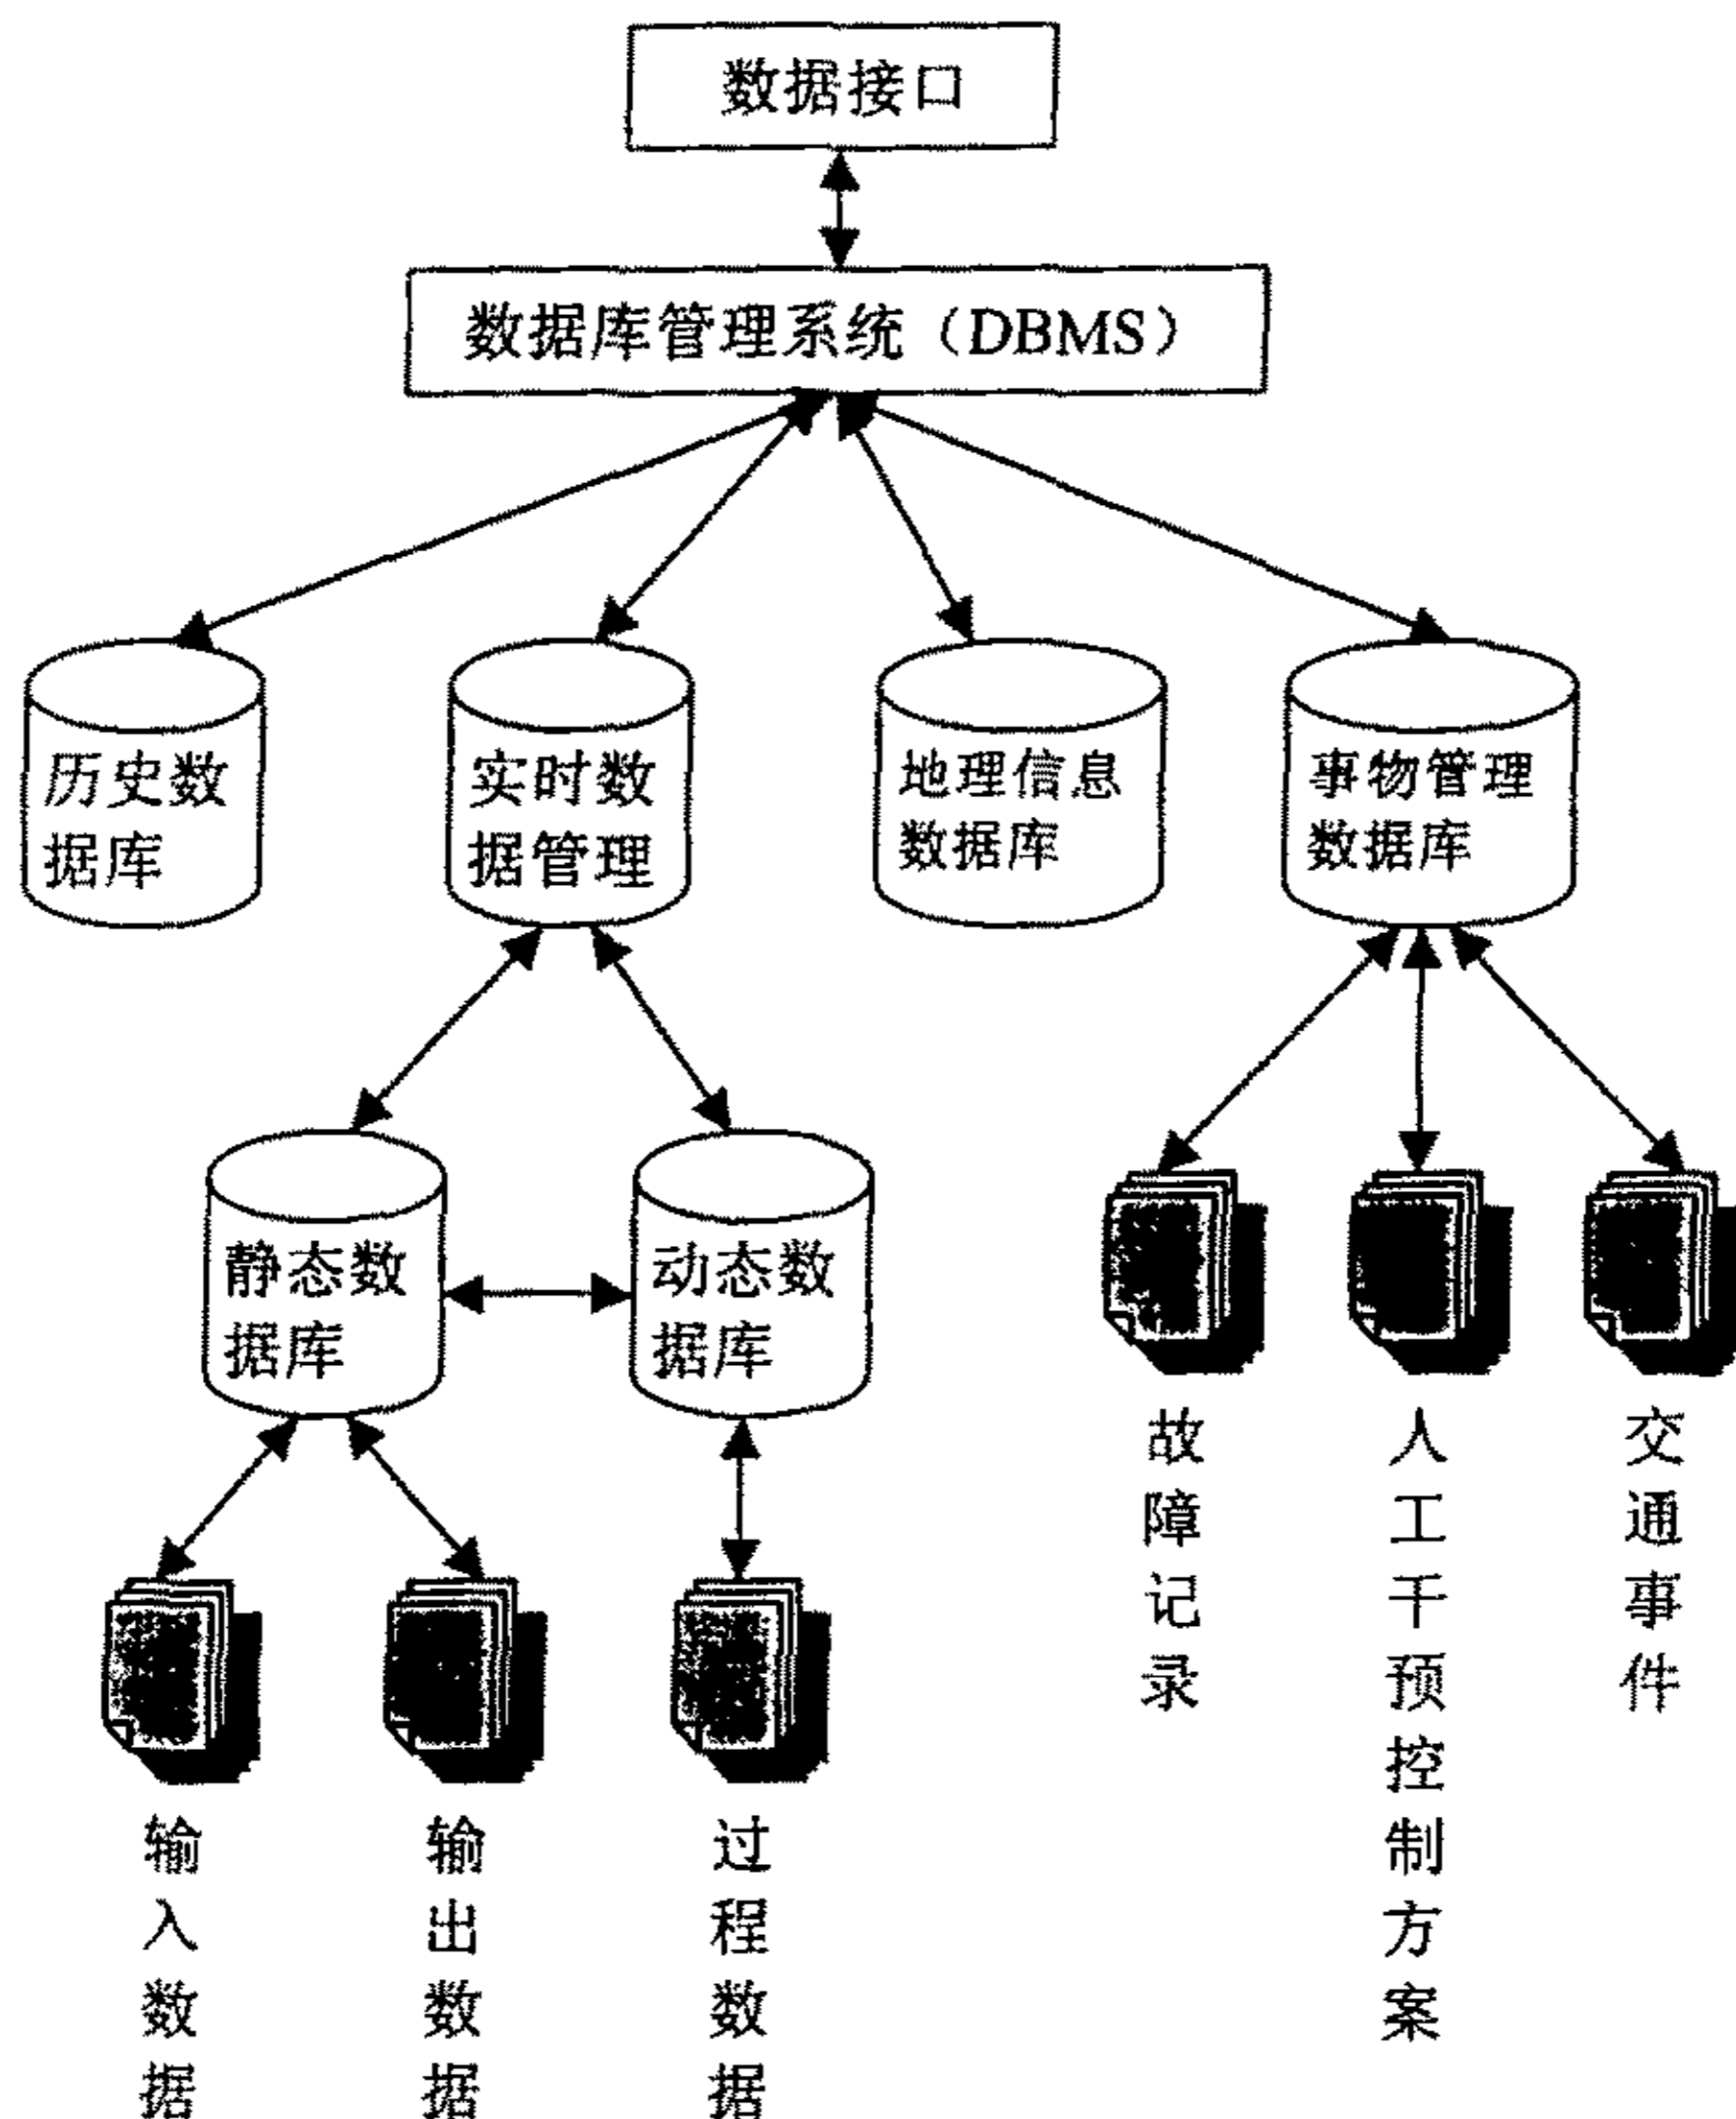 数据接口
数据库管理系统（DBMS）
历史数
据库
实时数
据管理
地理信息
数据库
事物管理
数据库
静态数
据库
动态数
据库
故障记录
人工干预控制方案
交通事件
输入数据
输出数据
过程数据